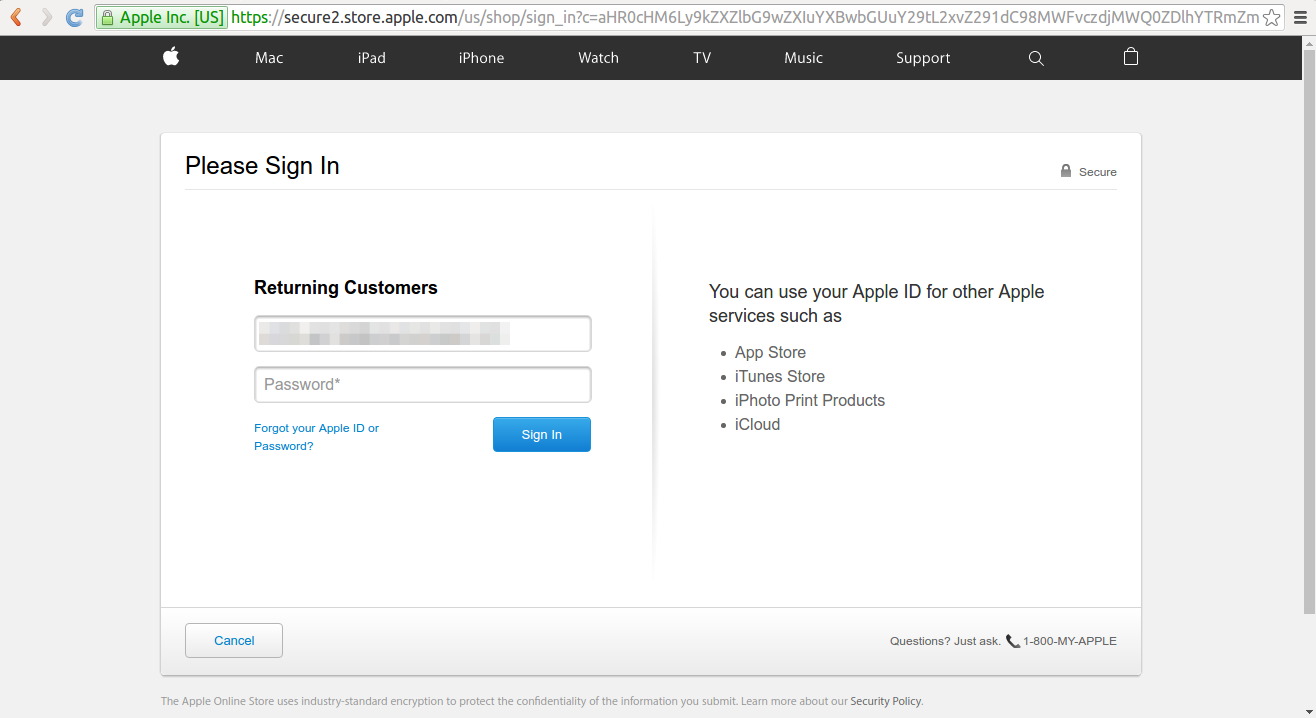 Apple Inc. [US] https://secure2.store.apple.com/us/shop/sign_in?c=aHR0cHM6Ly9kZXZlbG9wZXIuYXBwbGUuY29tL2xvZ291dC98MWFvczdjMWQ0ZDlhYTRmZm
Mac iPad iPhone Watch TV Music Support
Please Sign In
Secure
Returning Customers
Password*
Forgot your Apple ID or
Password?
Sign In
You can use your Apple ID for other Apple
services such as
• App Store
• iTunes Store
• iPhoto Print Products
• iCloud
Cancel
Questions? Just ask. 1-800-MY-APPLE
The Apple Online Store uses industry-standard encryption to protect the confidentiality of the information you submit. Learn more about our Security Policy.